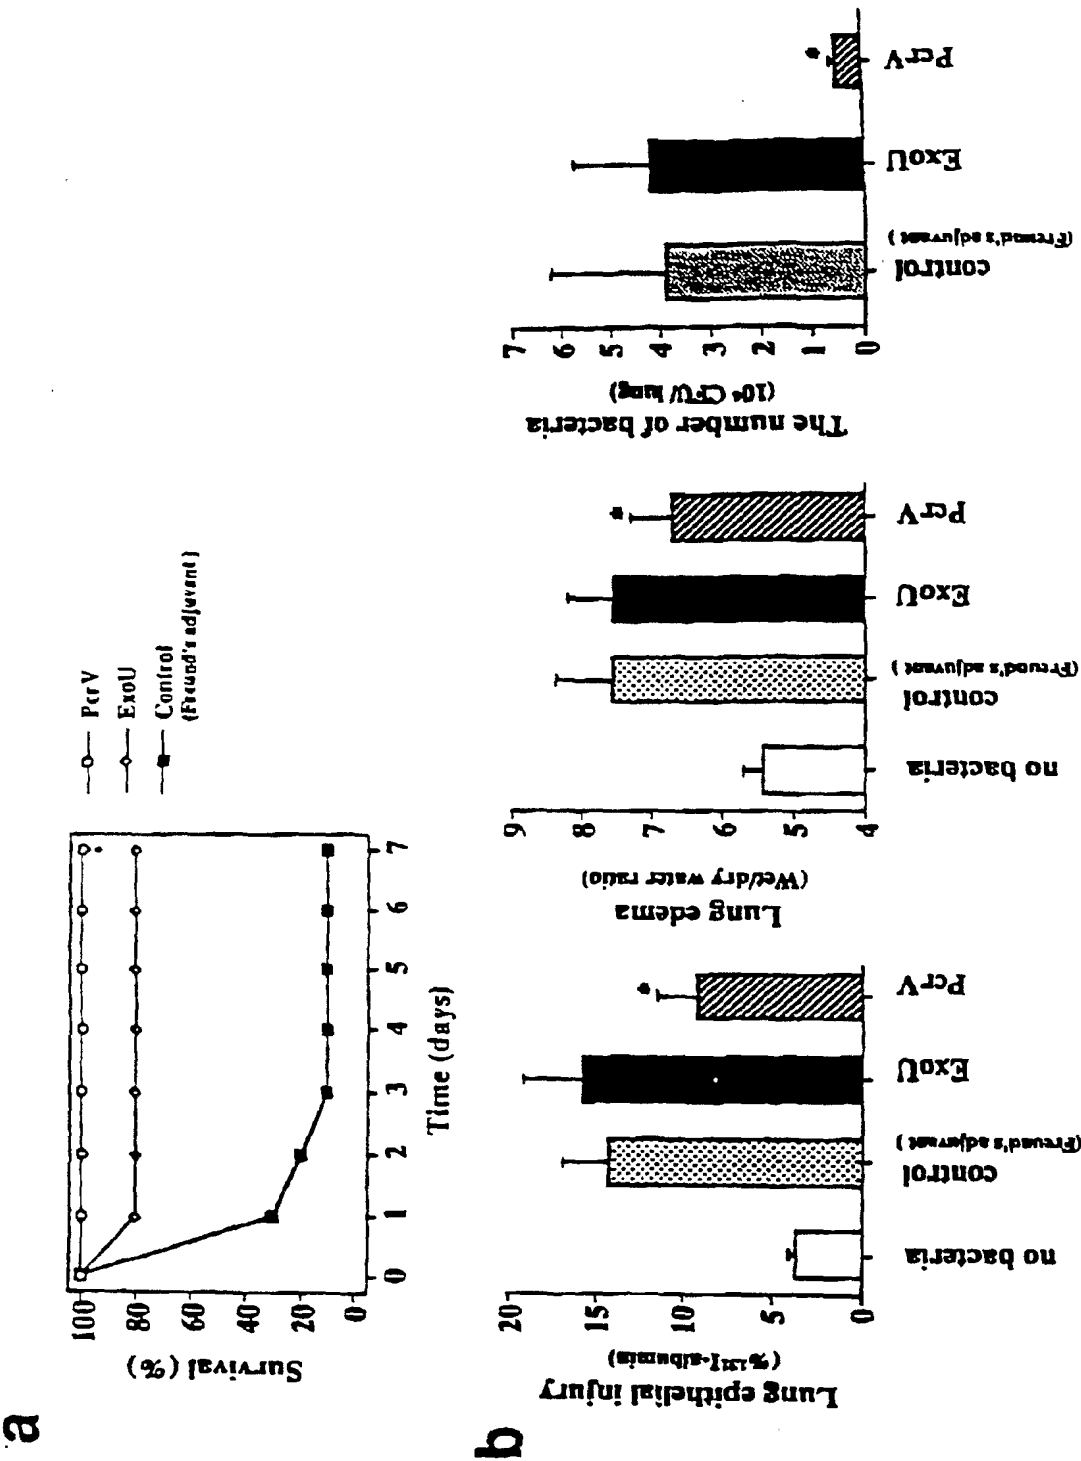 a
Survival (%)
100
80
60
40
20
0
0 1 2 3 4 5 6 7
Time (days)
PcrV
ExoU
Control
(Freund's adjuvant)
b
Lung epithelial injury
(% ¹³¹I-albumin)
20
15
10
5
0
no bacteria
control
(Freund's adjuvant )
ExoU
PcrV
*
Lung edema
(Wet/dry water ratio)
9
8
7
6
5
4
no bacteria
control
(Freund's adjuvant )
ExoU
PcrV
*
The number of bacteria
CFU/ lung)
7
6
5
4
3
2
1
0
control
(Freund's adjuvant )
ExoU
PcrV
*